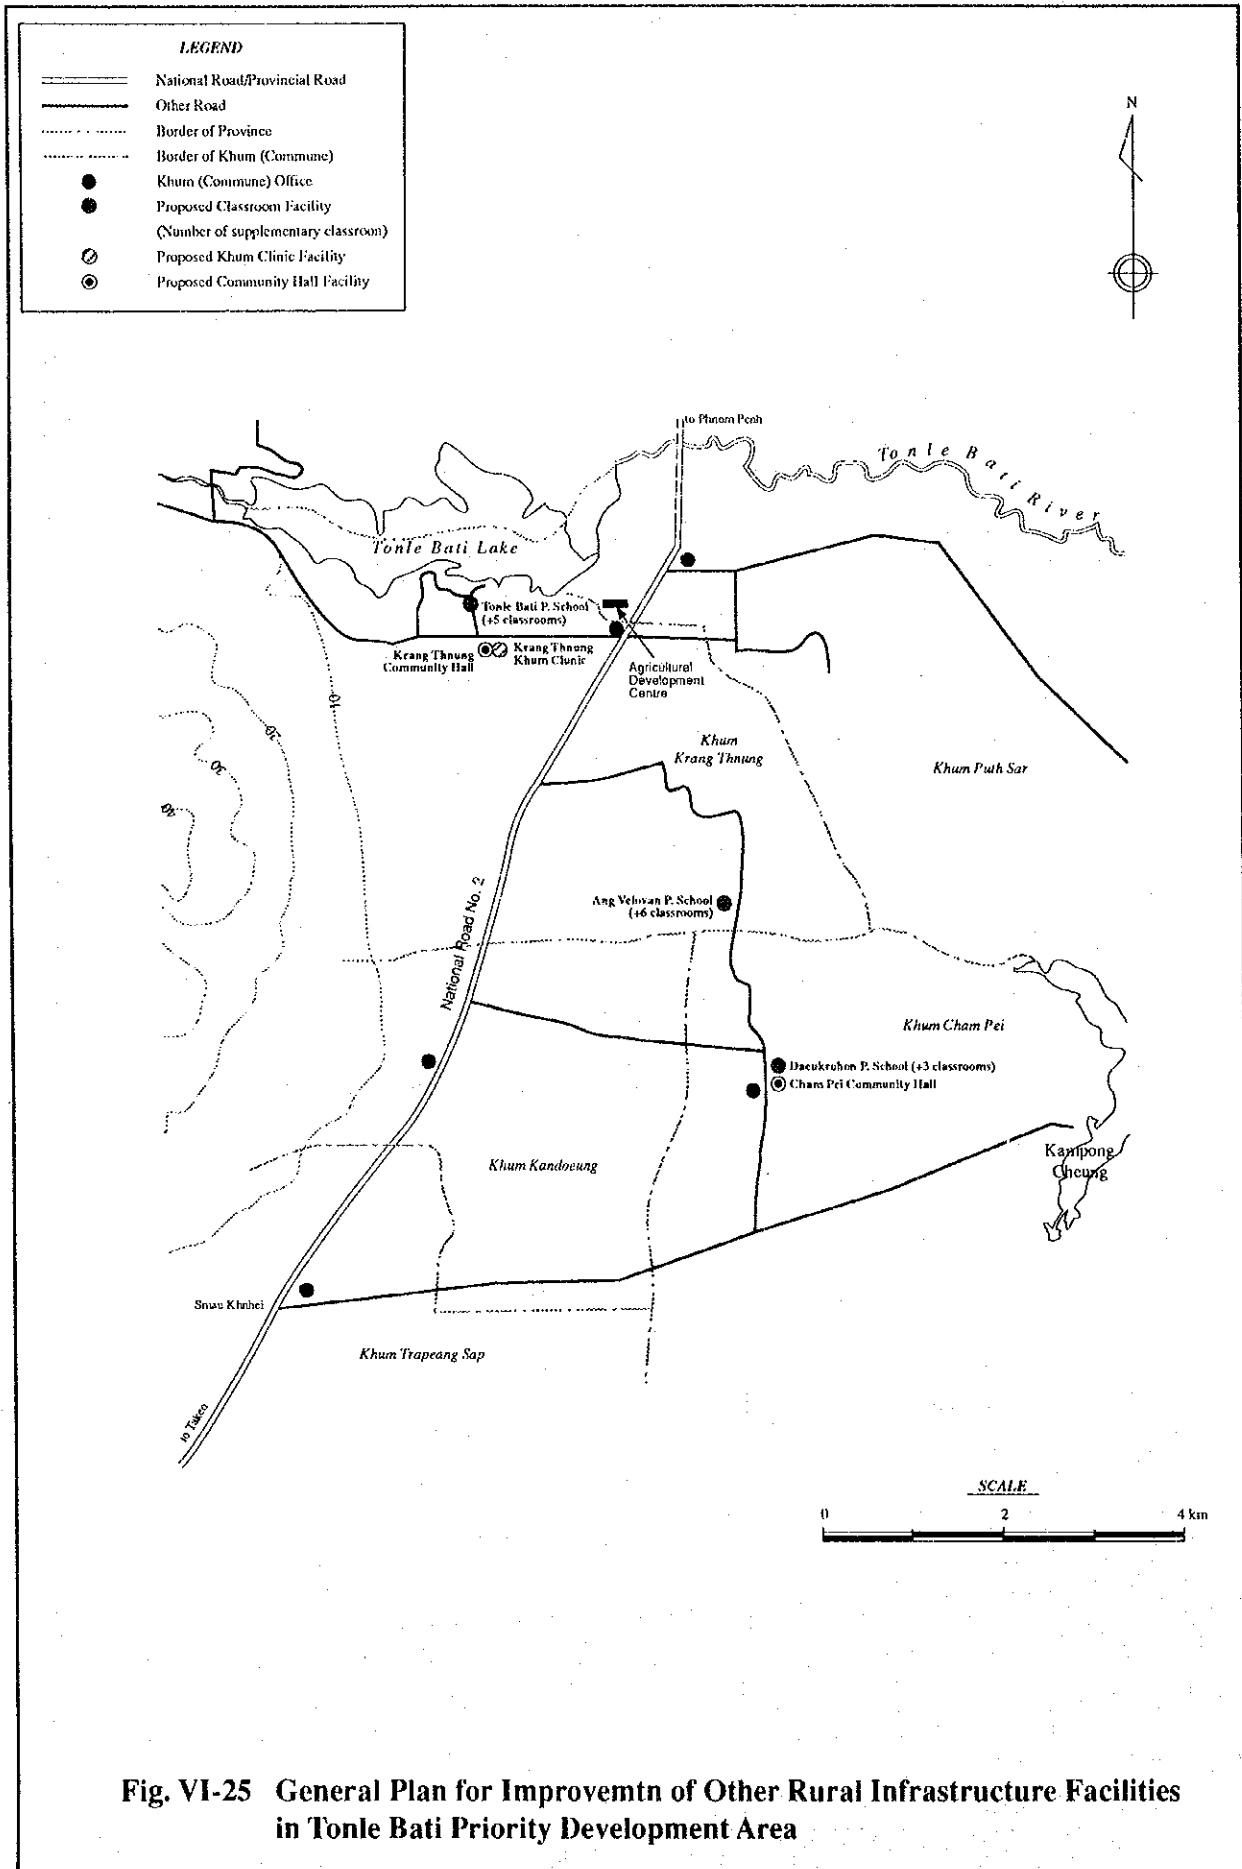 LEGEND
National Road/Provincial Road
Other Road
Border of Province
Border of Khum (Commune)
Khum (Commune) Office
Proposed Classroom Facility
(Number of supplementary classroon)
Proposed Khum Clinic Facility
Proposed Community Hall Facility
N
to Phnom Penh
Tonle Bati River
Tonle Bati Lake
Tonle Bati P. School
(+5 classrooms)
Krang Thnung
Community Hall
Krang Thnung
Khum Clunic
Agricultural
Development
Centre
10
20
30
Khum
Krang Thnung
Khum Puth Sar
National Road No. 2
Ang Velovan P. School
(+6 classrooms)
Khum Cham Pei
Daeukruhon P. School (+3 classrooms)
Cham Pei Community Hall
Kampong
Cheung
Khum Kandoeung
Khum Trapeang Sap
to Takeo
SCALE
0 2 4 km
Fig. VI-25 General Plan for Improvemtn of Other Rural Infrastructure Facilities
in Tonle Bati Priority Development Area